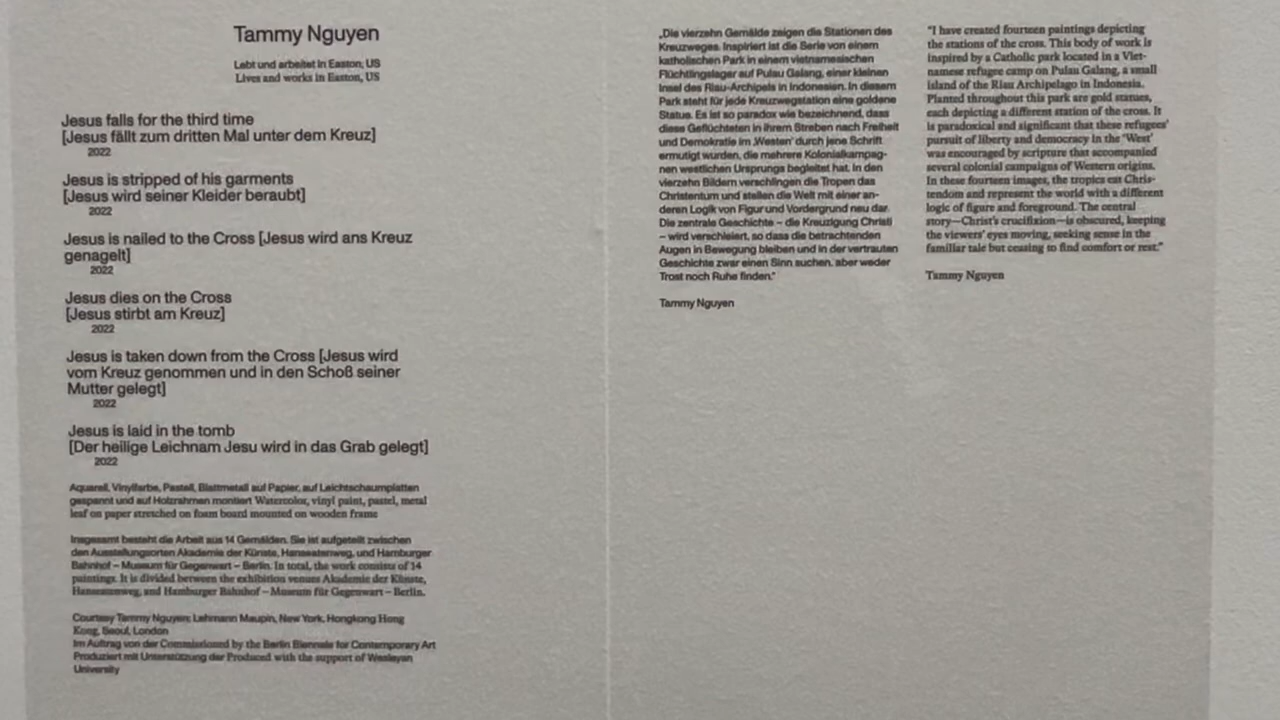 Tammy Nguyen
Lebt und arbeitet in Easton, US
Lives and works in Easton, US
Jesus falls for the third time
[Jesus fällt zum dritten Mal unter dem Kreuz]
2022
Jesus is stripped of his garments
[Jesus wird seiner Kleider beraubt]
2022
Jesus is nailed to the Cross [Jesus wird ans Kreuz
genagelt]
2022
Jesus dies on the Cross
[Jesus stirbt am Kreuz]
2022
Jesus is taken down from the Cross [Jesus wird
vom Kreuz genommen und in den Schoß seiner
Mutter gelegt]
2022
Jesus is laid in the tomb
[Der heilige Leichnam Jesu wird in das Grab gelegt]
2022
Aquarell, Vinylfarbe, Pastell, Blattmetall auf Papier, auf Leichtschaumplatten
gespannt und auf Holzrahmen montiert Watercolor, vinyl paint, pastel, metal
leaf on paper stretched on foam board mounted on wooden frame
Insgesamt besteht die Arbeit aus 14 Gemälden. Sie ist aufgeteilt zwischen
den Ausstellungsorten Akademie der Künste, Hanseatenweg, und Hamburger
Bahnhof – Museum für Gegenwart – Berlin. In total, the work consists of 14
paintings. It is divided between the exhibition venues Akademie der Künste,
Hanseatenweg, and Hamburger Bahnhof – Museum für Gegenwart – Berlin.
Courtesy Tammy Nguyen; Lehmann Maupin, New York, Hongkong Hong
Kong, Seoul, London
Im Auftrag von der Commissioned by the Berlin Biennale for Contemporary Art
Produziert mit Unterstützung der Produced with the support of Wesleyan
University
„Die vierzehn Gemälde zeigen die Stationen des
Kreuzweges. Inspiriert ist die Serie von einem
katholischen Park in einem vietnamesischen
Flüchtlingslager auf Pulau Galang, einer kleinen
Insel des Riau-Archipels in Indonesien. In diesem
Park steht für jede Kreuzwegstation eine goldene
Statue. Es ist so paradox wie bezeichnend, dass
diese Geflüchteten in ihrem Streben nach Freiheit
und Demokratie im ‚Westen' durch jene Schrift
ermutigt wurden, die mehrere Kolonialkampag-
nen westlichen Ursprungs begleitet hat. In den
vierzehn Bildern verschlingen die Tropen das
Christentum und stellen die Welt mit einer an-
deren Logik von Figur und Vordergrund neu dar.
Die zentrale Geschichte – die Kreuzigung Christi
– wird verschleiert, so dass die betrachtenden
Augen in Bewegung bleiben und in der vertrauten
Geschichte zwar einen Sinn suchen, aber weder
Trost noch Ruhe finden."
Tammy Nguyen
"I have created fourteen paintings depicting
the stations of the cross. This body of work is
inspired by a Catholic park located in a Viet-
namese refugee camp on Pulau Galang, a small
island of the Riau Archipelago in Indonesia.
Planted throughout this park are gold statues,
each depicting a different station of the cross. It
is paradoxical and significant that these refugees'
pursuit of liberty and democracy in the 'West'
was encouraged by scripture that accompanied
several colonial campaigns of Western origins.
In these fourteen images, the tropics eat Chris-
tendom and represent the world with a different
logic of figure and foreground. The central
story—Christ's crucifixion—is obscured, keeping
the viewers' eyes moving, seeking sense in the
familiar tale but ceasing to find comfort or rest."
Tammy Nguyen